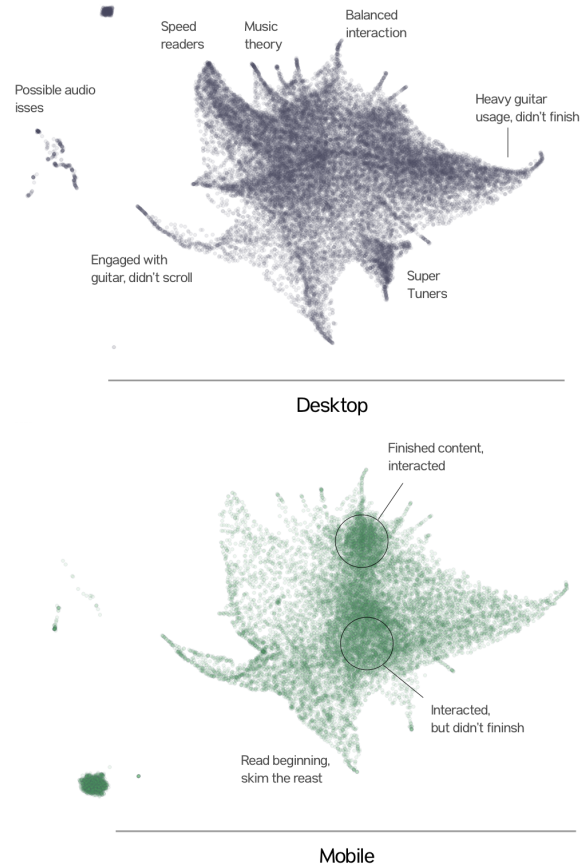 Speed
readers
Music
theory
Balanced
interaction
Possible audio
isses
Heavy guitar
usage, didn't finish
Engaged with
guitar, didn't scroll
Super
Tuners
Desktop
Finished content,
interacted
Interacted,
but didn't fininsh
Read beginning,
skim the reast
Mobile